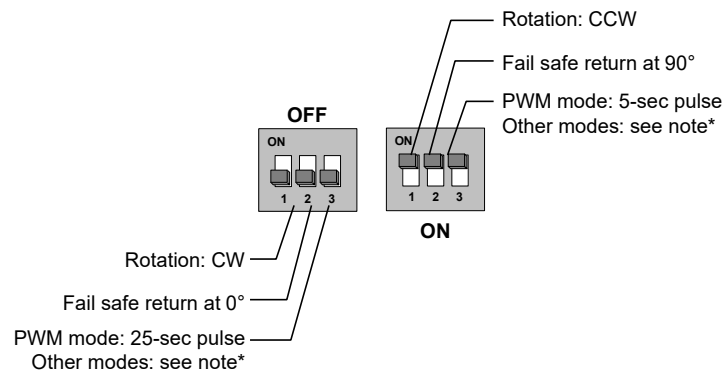 Rotation: CCW
Fail safe return at 90°
PWM mode: 5-sec pulse
Other modes: see note*
OFF
ON
1 2 3
ON
1 2 3
ON
Rotation: CW
Fail safe return at 0°
PWM mode: 25-sec pulse
Other modes: see note*